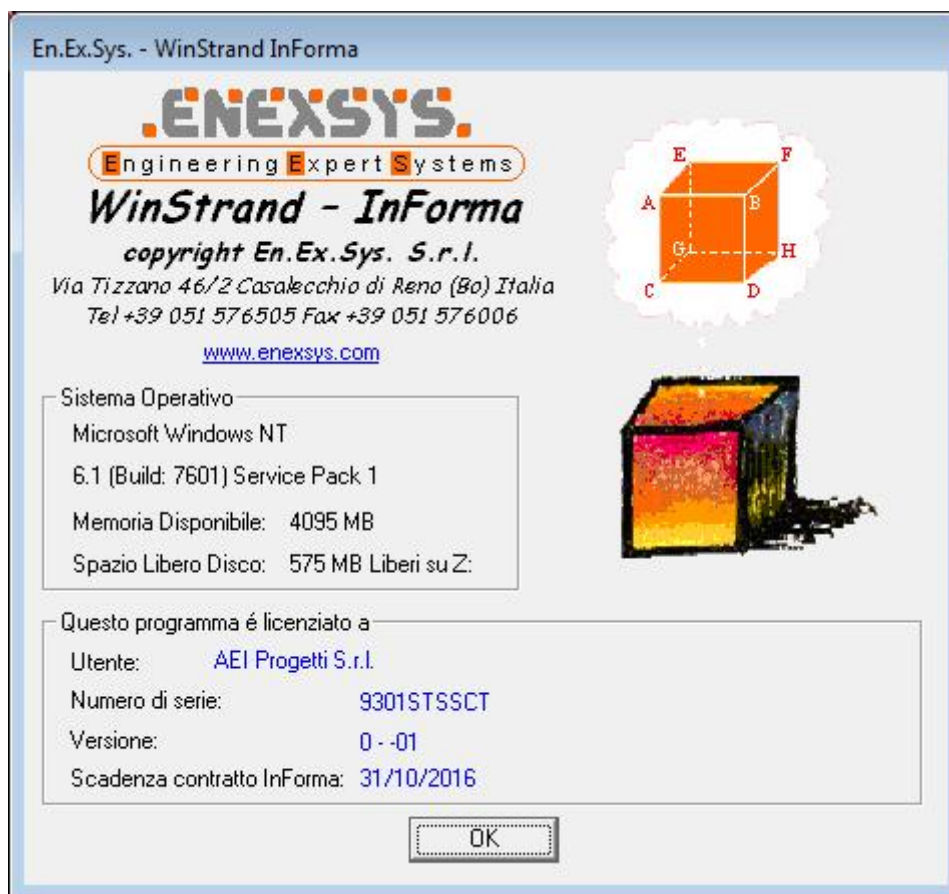 En.Ex.Sys. - WinStrand InForma
.ENEXSYS.
Engineering Expert Systems
WinStrand - InForma
copyright En.Ex.Sys. S.r.l.
Via Tizzano 46/2 Casalecchio di Reno (Bo) Italia
Tel +39 051 576505 Fax +39 051 576006
www.enexsys.com
E F
A B
G H
C D
Sistema Operativo
Microsoft Windows NT
6.1 (Build: 7601) Service Pack 1
Memoria Disponibile: 4095 MB
Spazio Libero Disco: 575 MB Liberi su Z:
Questo programma é licenziato a
Utente: AEI Progetti S.r.l.
Numero di serie: 9301STSSCT
Versione: 0 - -01
Scadenza contratto InForma: 31/10/2016
OK